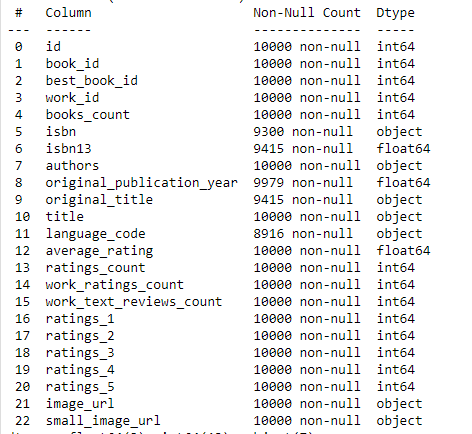 #   Column                     Non-Null Count  Dtype
---  ------                     --------------  -----
0   id                         10000 non-null  int64
1   book_id                    10000 non-null  int64
2   best_book_id               10000 non-null  int64
3   work_id                    10000 non-null  int64
4   books_count                10000 non-null  int64
5   isbn                       9300 non-null   object
6   isbn13                     9415 non-null   float64
7   authors                    10000 non-null  object
8   original_publication_year  9979 non-null   float64
9   original_title             9415 non-null   object
10  title                      10000 non-null  object
11  language_code              8916 non-null   object
12  average_rating             10000 non-null  float64
13  ratings_count              10000 non-null  int64
14  work_ratings_count         10000 non-null  int64
15  work_text_reviews_count    10000 non-null  int64
16  ratings_1                  10000 non-null  int64
17  ratings_2                  10000 non-null  int64
18  ratings_3                  10000 non-null  int64
19  ratings_4                  10000 non-null  int64
20  ratings_5                  10000 non-null  int64
21  image_url                  10000 non-null  object
22  small_image_url            10000 non-null  object